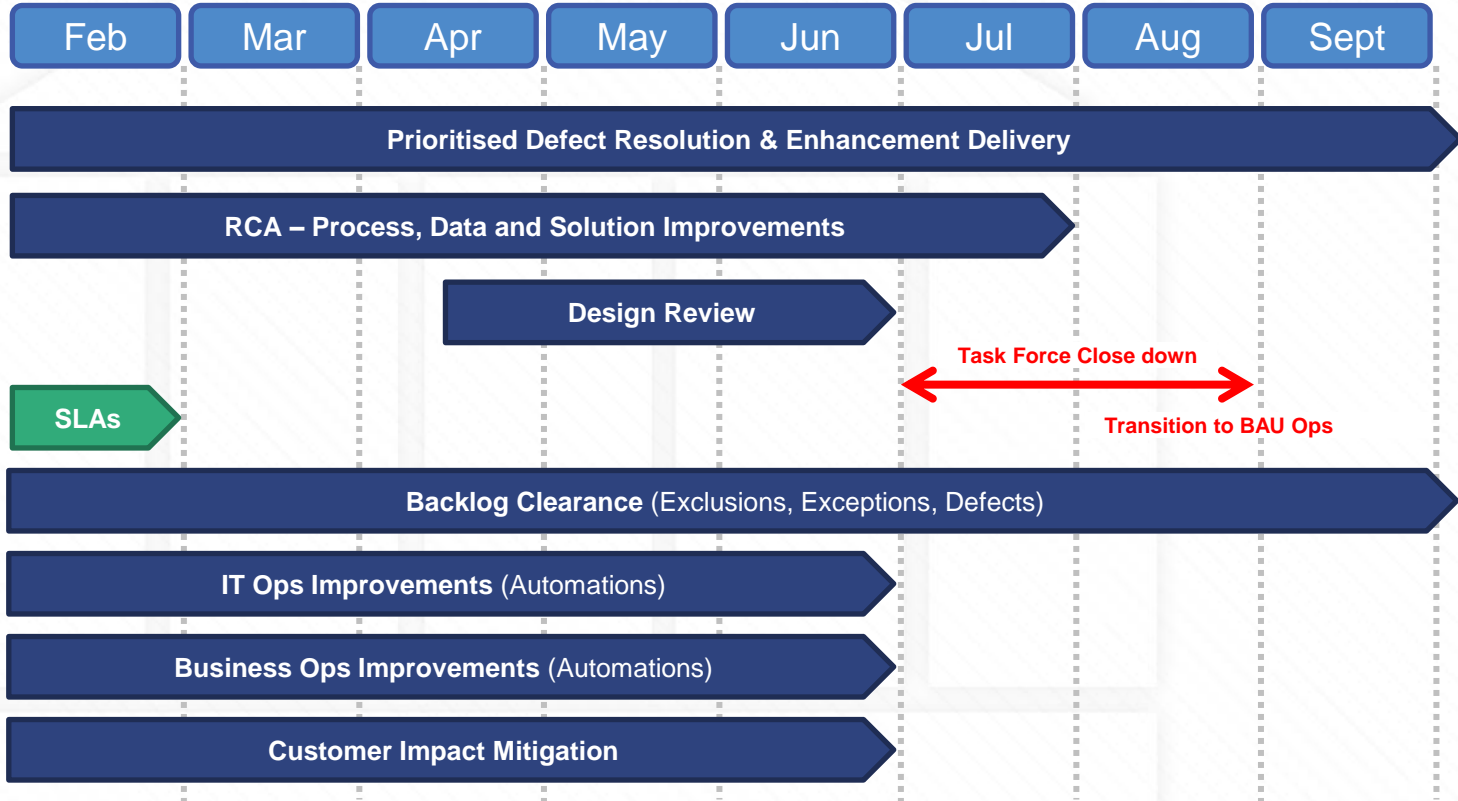 Feb Mar Apr May Jun Jul Aug Sept
Prioritised Defect Resolution & Enhancement Delivery
RCA – Process, Data and Solution Improvements
Design Review
Task Force Close down
SLAs
Transition to BAU Ops
Backlog Clearance (Exclusions, Exceptions, Defects)
IT Ops Improvements (Automations)
Business Ops Improvements (Automations)
Customer Impact Mitigation